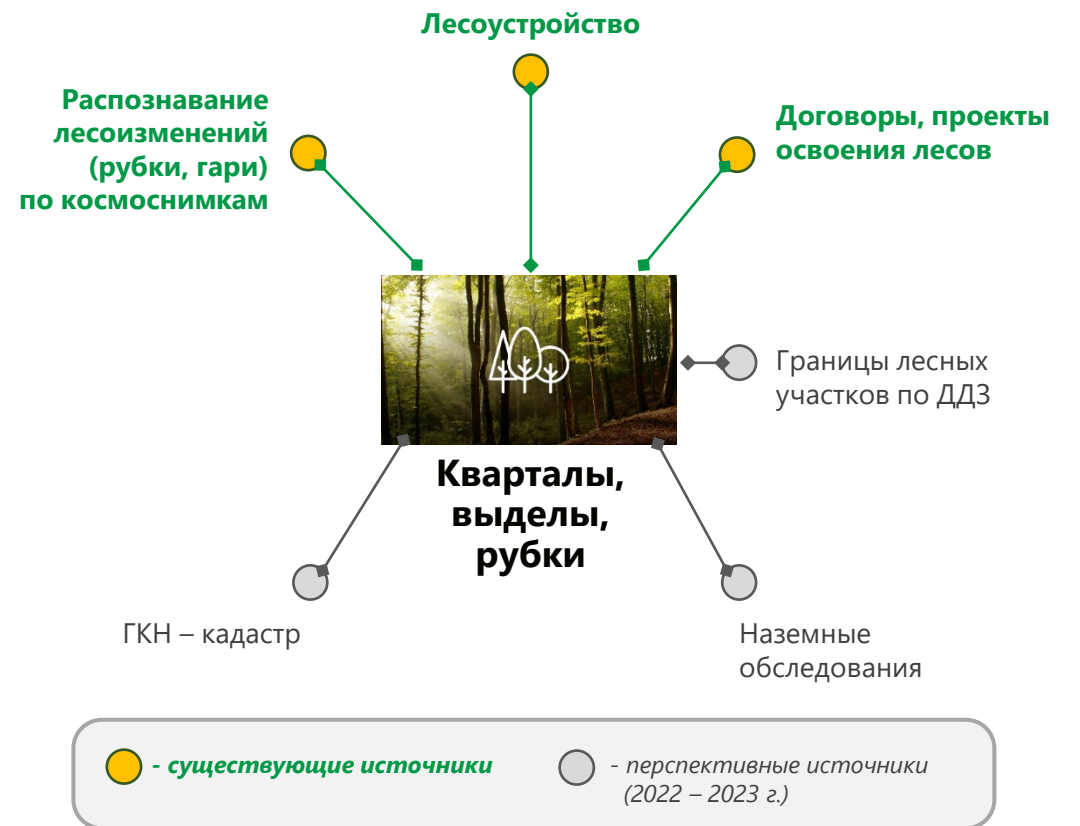 Лесоустройство
Распознавание
лесоизменений
(рубки, гари)
по космоснимкам
Договоры, проекты
освоения лесов
Границы лесных
участков по ДДЗ
Кварталы,
выделы,
рубки
ГКН – кадастр
Наземные
обследования
- существующие источники
- перспективные источники
(2022 – 2023 г.)